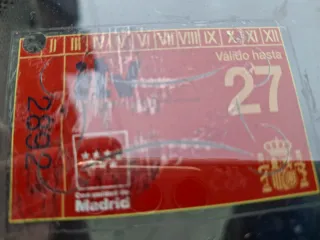 II III IV V VI VII VIII IX X XI XII
Válido hasta
27
2892
Comunidad de
Madrid